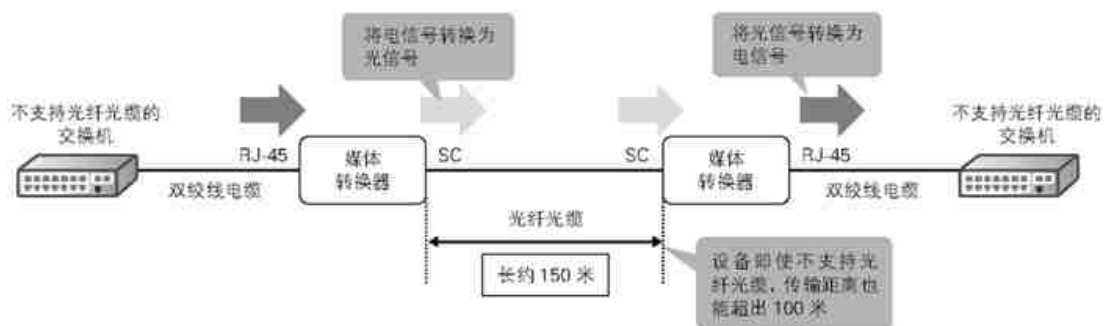 将电信号转换为
光信号
将光信号转换为
电信号
不支持光纤光缆的
交换机
RJ-45
媒体
转换器
SC
SC
媒体
转换器
RJ-45
不支持光纤光缆的
交换机
双绞线电缆
双绞线电缆
光纤光缆
长约 150 米
设备即使不支持光
纤光缆，传输距离也
能超出 100 米